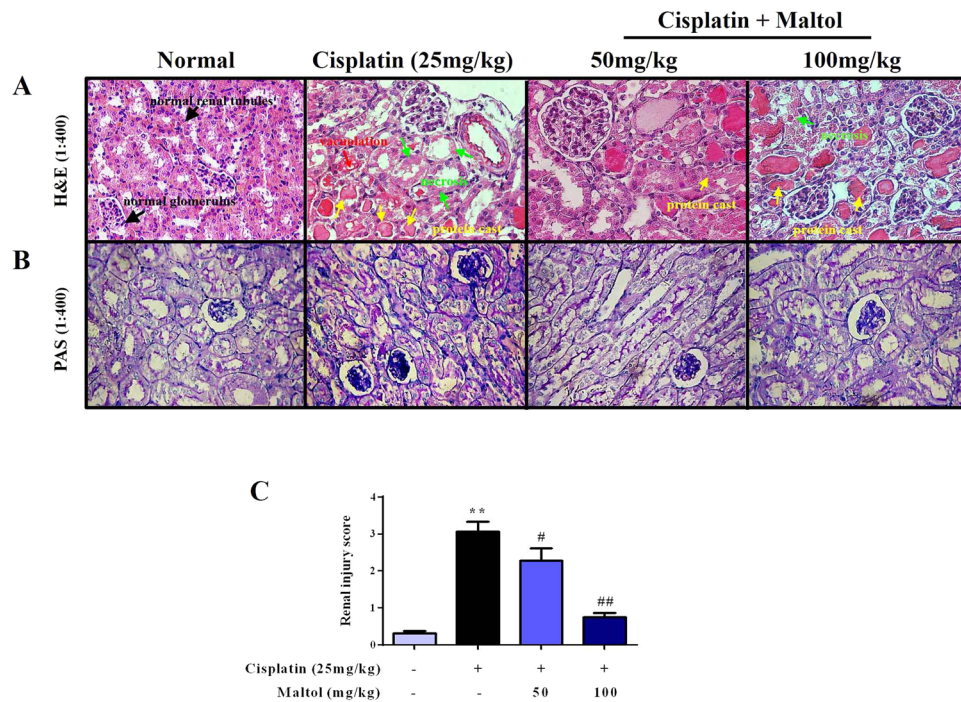 Cisplatin + Maltol
Normal
Cisplatin (25mg/kg)
50mg/kg
100mg/kg
A
H&E (1:400)
normal renal tubules
normal glomerulus
vacuolation
necrosis
protein cast
protein cast
necrosis
protein cast
B
PAS (1:400)
C
Renal injury score
4
3
2
1
0
**
#
##
Cisplatin (25mg/kg) - + + +
Maltol (mg/kg) - - 50 100